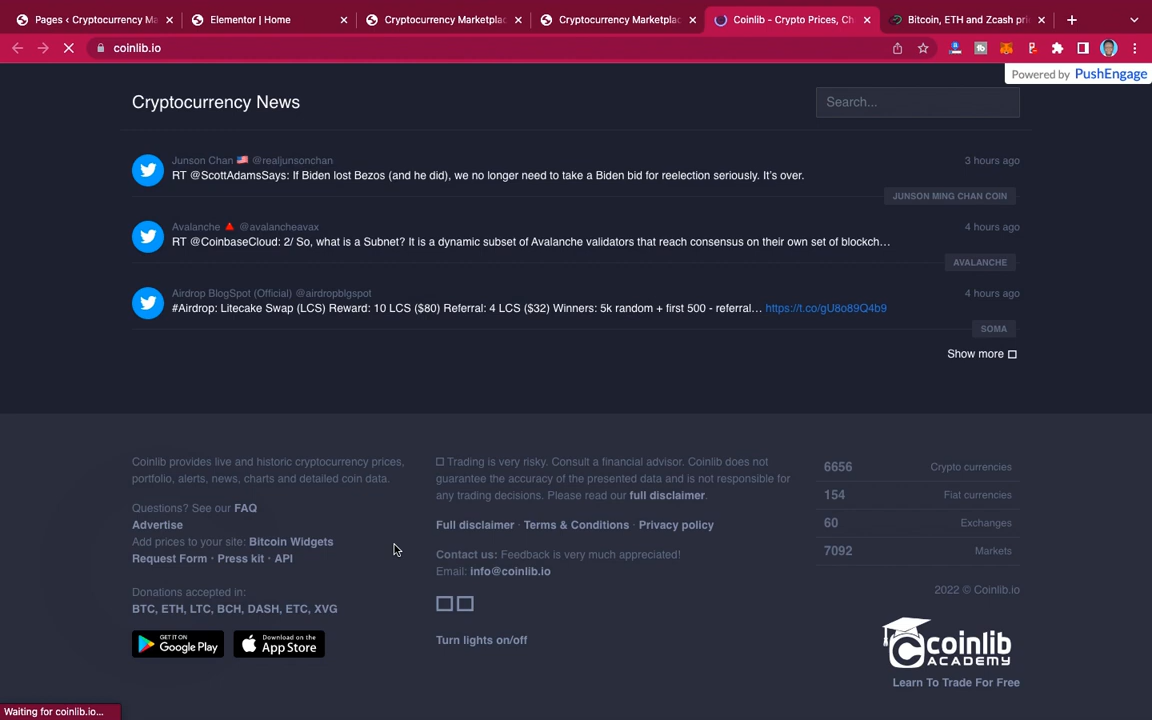 Pages ‹ Cryptocurrency Ma
Elementor | Home
Cryptocurrency Marketplac
Cryptocurrency Marketplac
Coinlib - Crypto Prices, Ch
Bitcoin, ETH and Zcash pri
coinlib.io
Powered by PushEngage
Cryptocurrency News
Search...
Junson Chan 🇺🇸 @realjunsonchan
3 hours ago
RT @ScottAdamsSays: If Biden lost Bezos (and he did), we no longer need to take a Biden bid for reelection seriously. It's over.
JUNSON MING CHAN COIN
Avalanche 🔺 @avalancheavax
4 hours ago
RT @CoinbaseCloud: 2/ So, what is a Subnet? It is a dynamic subset of Avalanche validators that reach consensus on their own set of blockch…
AVALANCHE
Airdrop BlogSpot (Official) @airdropblgspot
4 hours ago
#Airdrop: Litecake Swap (LCS) Reward: 10 LCS ($80) Referral: 4 LCS ($32) Winners: 5k random + first 500 - referral… https://t.co/gU8o89Q4b9
SOMA
Show more
Coinlib provides live and historic cryptocurrency prices,
portfolio, alerts, news, charts and detailed coin data.
Questions? See our FAQ
Advertise
Add prices to your site: Bitcoin Widgets
Request Form · Press kit · API
Donations accepted in:
BTC, ETH, LTC, BCH, DASH, ETC, XVG
GET IT ON
Google Play
Download on the
App Store
Trading is very risky. Consult a financial advisor. Coinlib does not
guarantee the accuracy of the presented data and is not responsible for
any trading decisions. Please read our full disclaimer.
Full disclaimer · Terms & Conditions · Privacy policy
Contact us: Feedback is very much appreciated!
Email: info@coinlib.io
Turn lights on/off
6656 Crypto currencies
154 Fiat currencies
60 Exchanges
7092 Markets
2022 © Coinlib.io
coinlib
ACADEMY
Learn To Trade For Free
Waiting for coinlib.io...